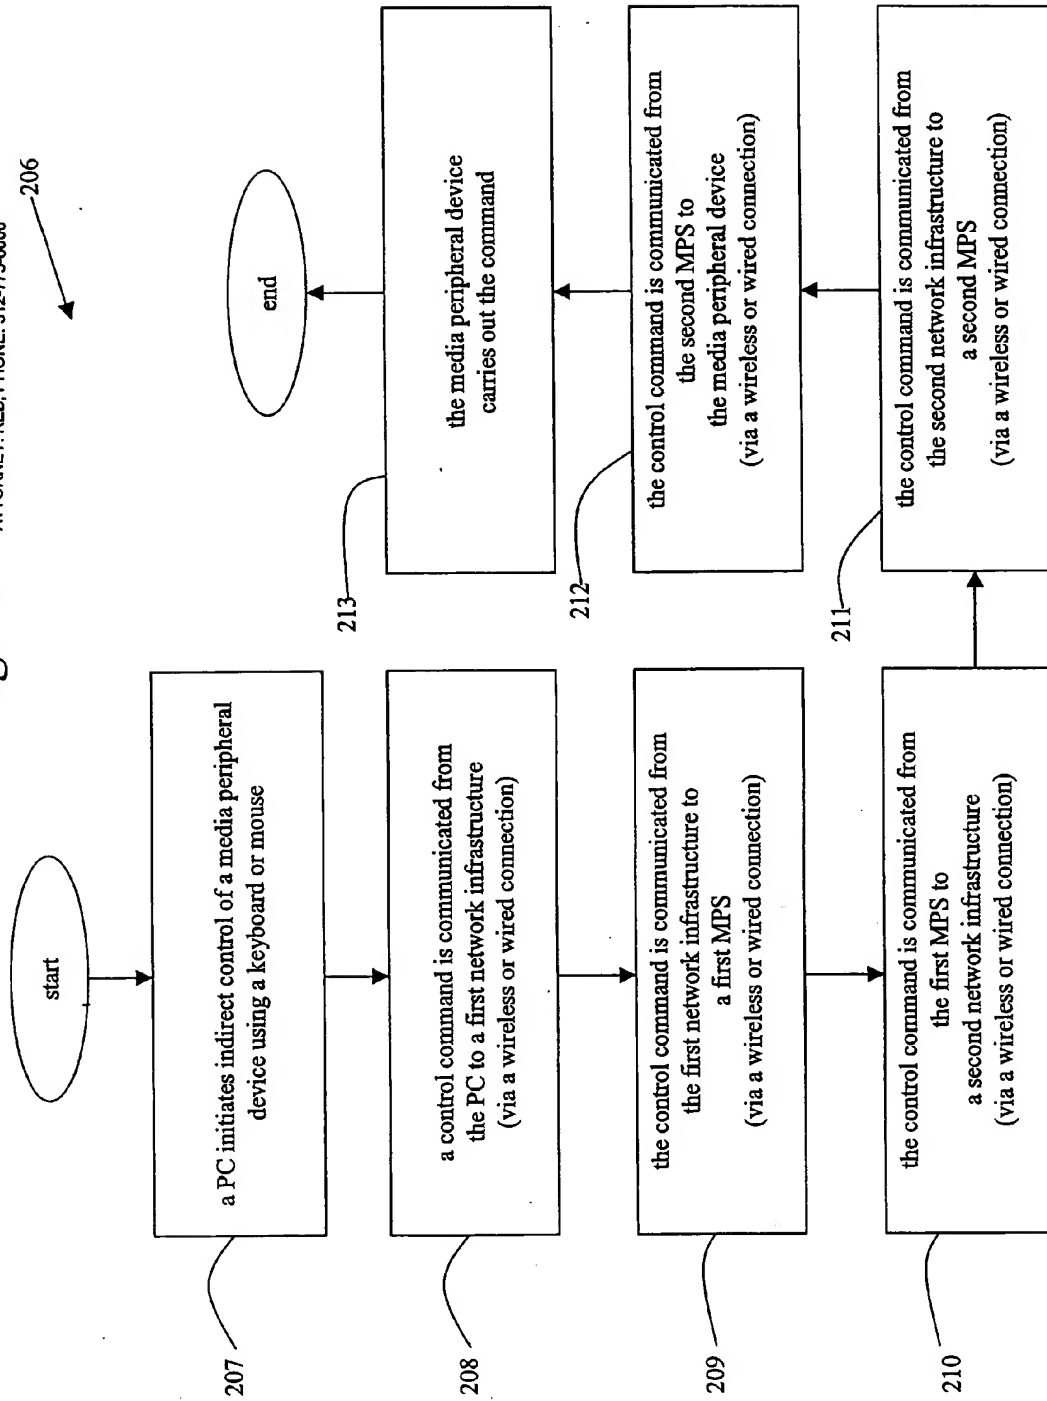 206
start
207
a PC initiates indirect control of a media peripheral
device using a keyboard or mouse
208
a control command is communicated from
the PC to a first network infrastructure
(via a wireless or wired connection)
209
the control command is communicated from
the first network infrastructure to
a first MPS
(via a wireless or wired connection)
210
the control command is communicated from
the first MPS to
a second network infrastructure
(via a wireless or wired connection)
211
the control command is communicated from
the second network infrastructure to
a second MPS
(via a wireless or wired connection)
212
the control command is communicated from
the second MPS to
the media peripheral device
(via a wireless or wired connection)
213
the media peripheral device
carries out the command
end